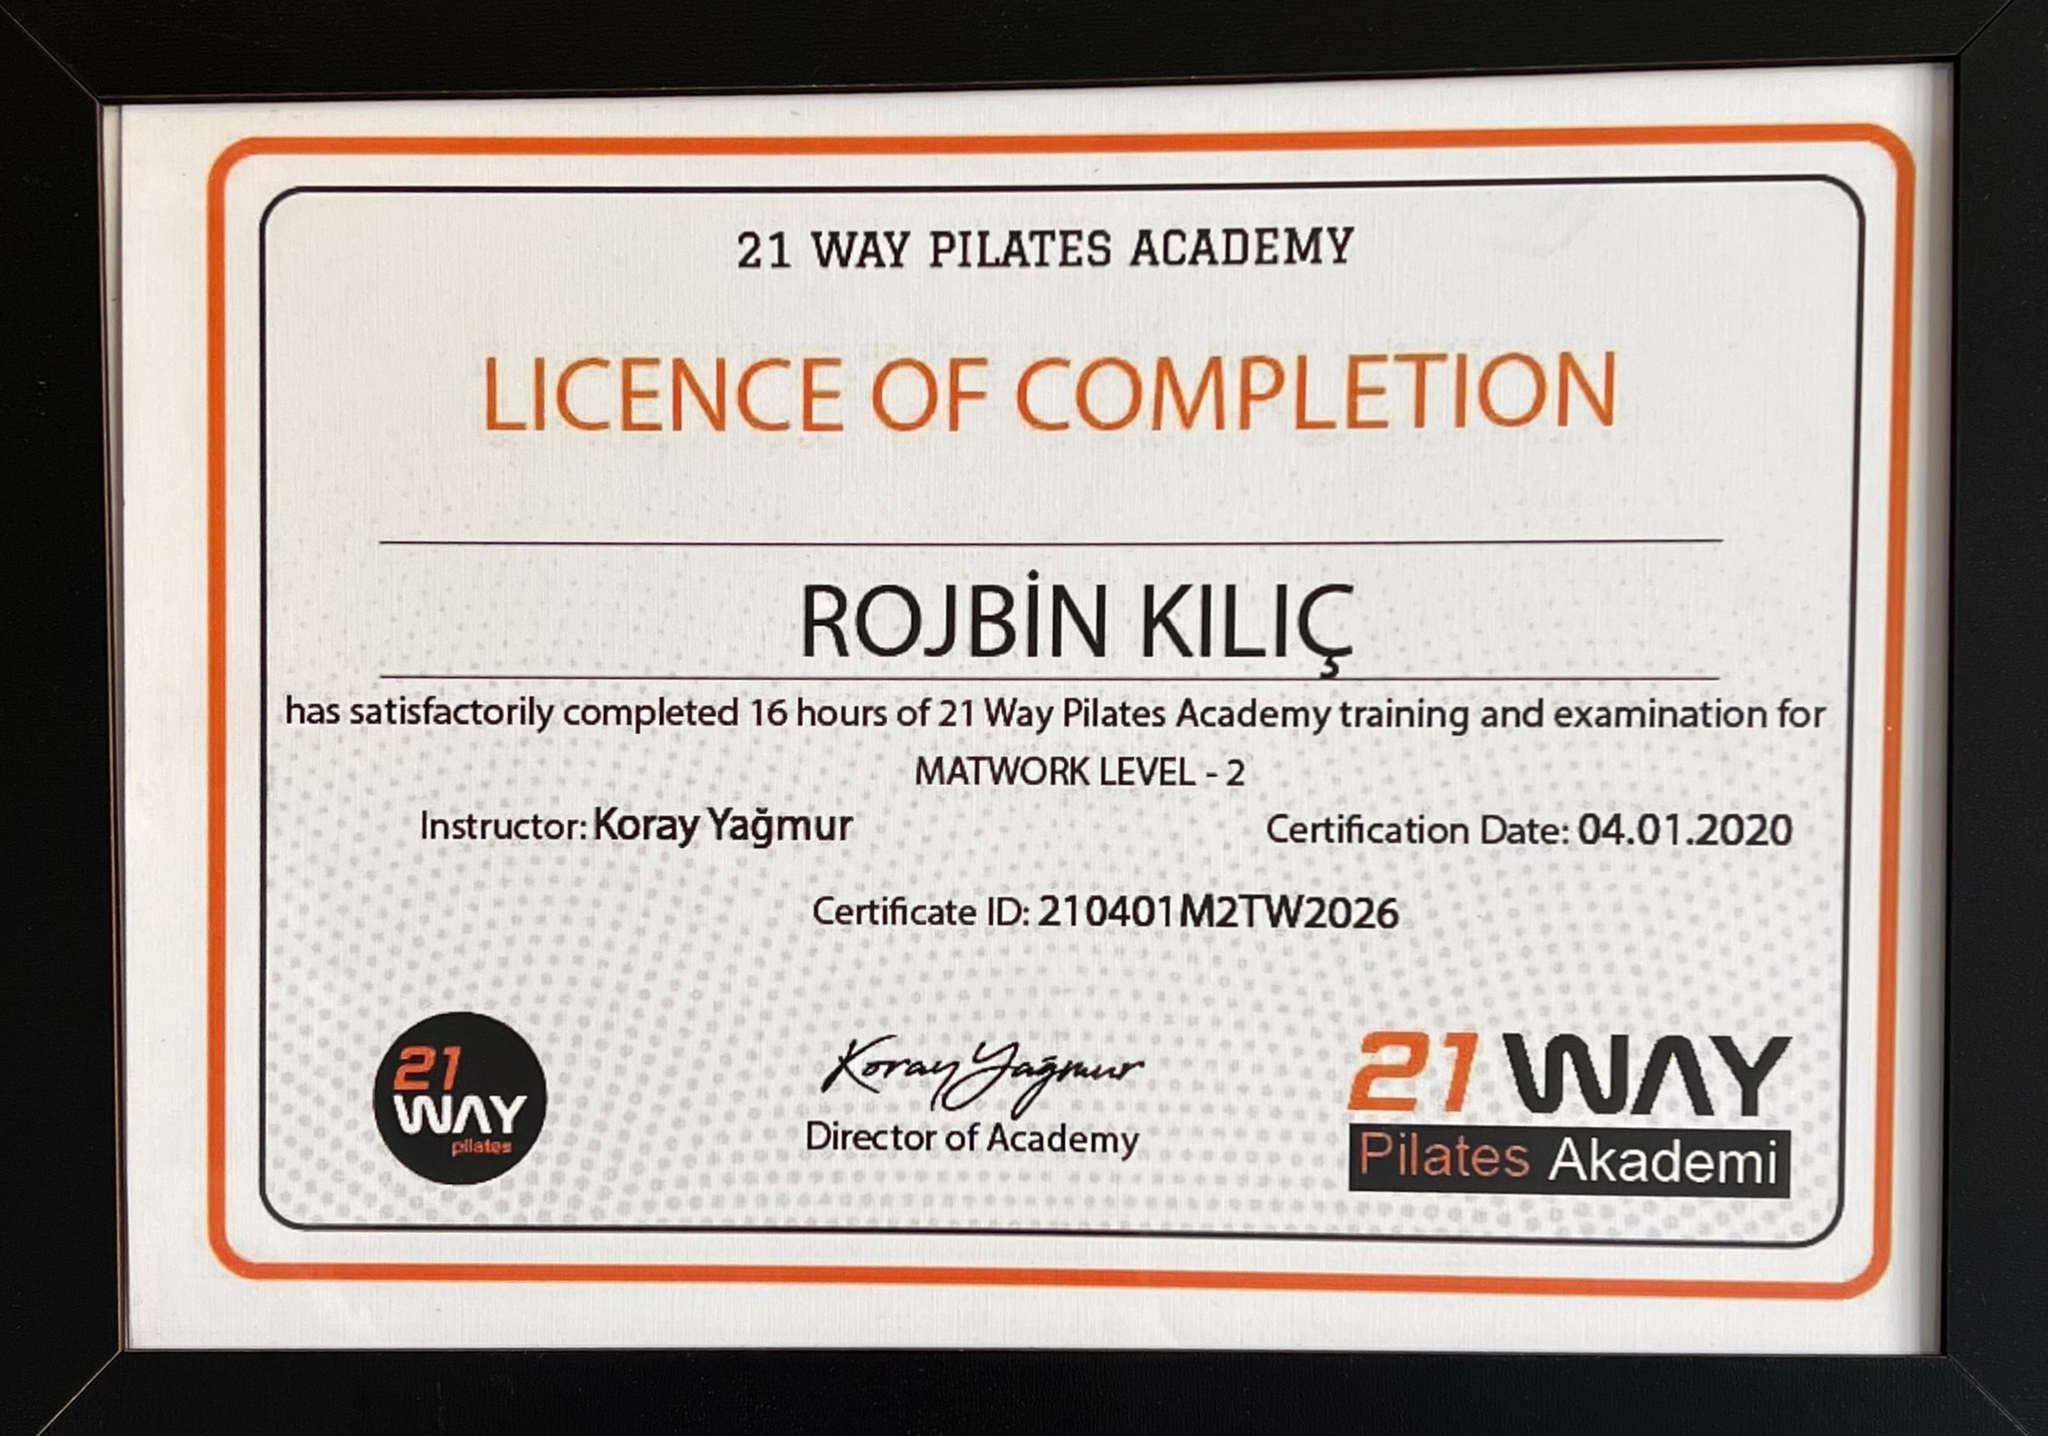 21 WAY PILATES ACADEMY
LICENCE OF COMPLETION
ROJBİN KILIÇ
has satisfactorily completed 16 hours of 21 Way Pilates Academy training and examination for
MATWORK LEVEL - 2
Instructor: Koray Yağmur Certification Date: 04.01.2020
Certificate ID: 210401M2TW2026
21
WAY
pilates
Koray Yağmur
Director of Academy
21 WAY
Pilates Akademi